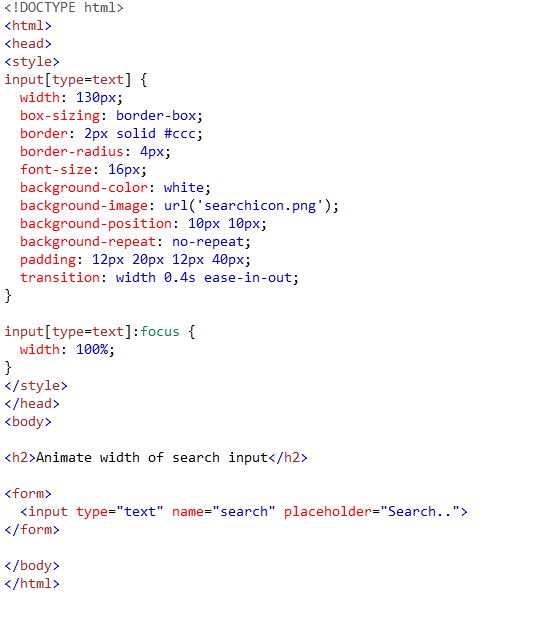 <!DOCTYPE html>
<html>
<head>
<style>
input[type=text] {
  width: 130px;
  box-sizing: border-box;
  border: 2px solid #ccc;
  border-radius: 4px;
  font-size: 16px;
  background-color: white;
  background-image: url('searchicon.png');
  background-position: 10px 10px;
  background-repeat: no-repeat;
  padding: 12px 20px 12px 40px;
  transition: width 0.4s ease-in-out;
}

input[type=text]:focus {
  width: 100%;
}
</style>
</head>
<body>

<h2>Animate width of search input</h2>

<form>
  <input type="text" name="search" placeholder="Search..">
</form>

</body>
</html>